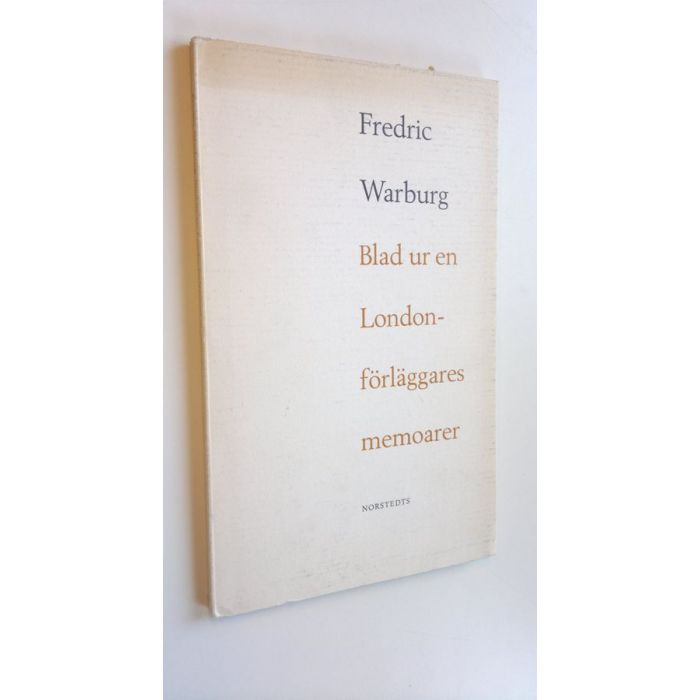 Fredric
Warburg
Blad ur en
London-
förläggares
memoarer
NORSTEDTS